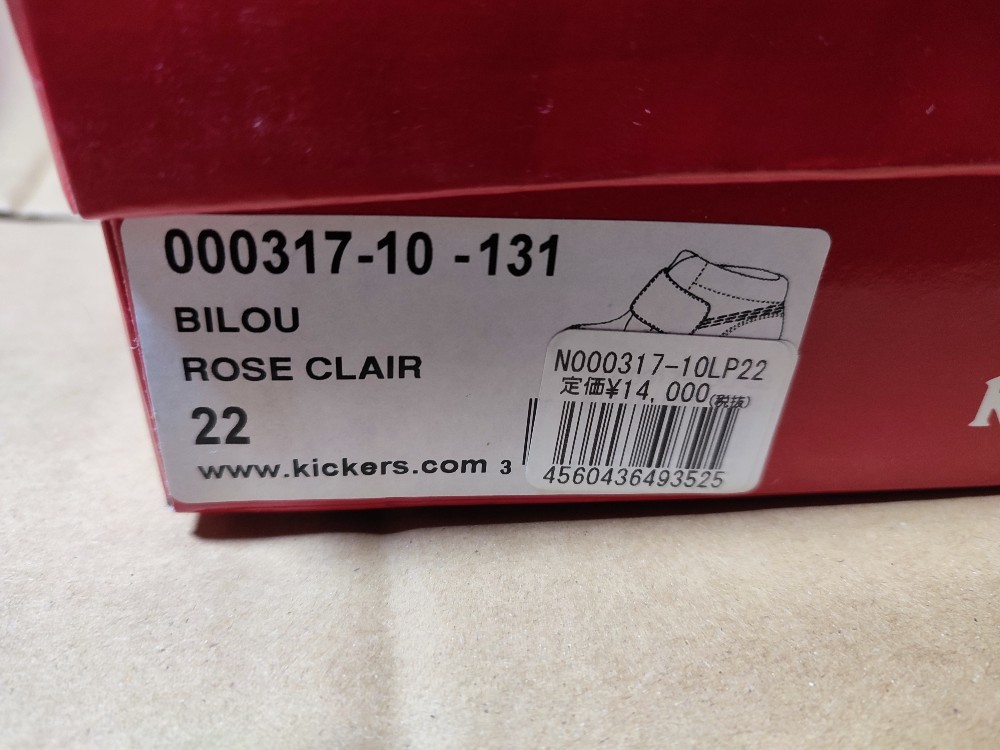 000317-10 -131
BILOU
ROSE CLAIR
22
www.kickers.com 3
N000317-10LP22
定価¥14,000(税抜)
4560436493525